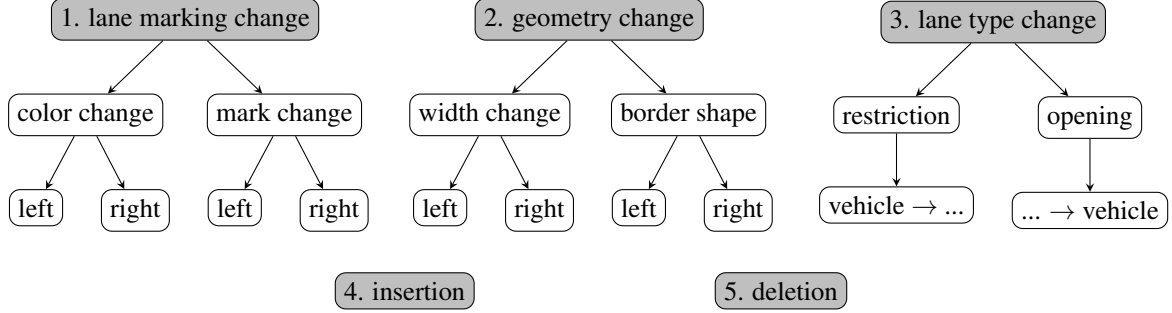 1. lane marking change
2. geometry change
3. lane type change
color change
mark change
width change
border shape
restriction
opening
left
right
left
right
left
right
left
right
vehicle → ...
... → vehicle
4. insertion
5. deletion